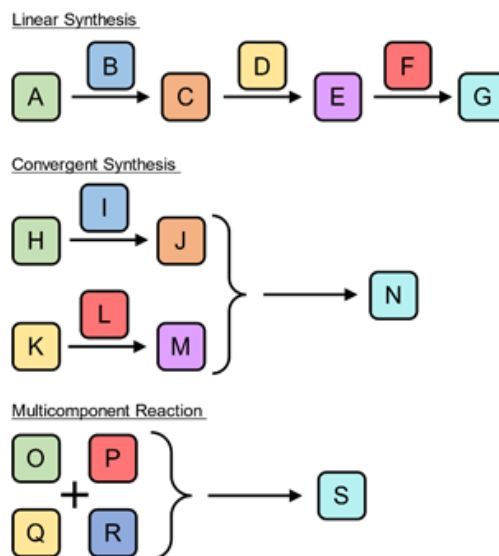 Linear Synthesis
B D F
A C E G
Convergent Synthesis
I
H J
N
L
K M
Multicomponent Reaction
O P
+ S
Q R